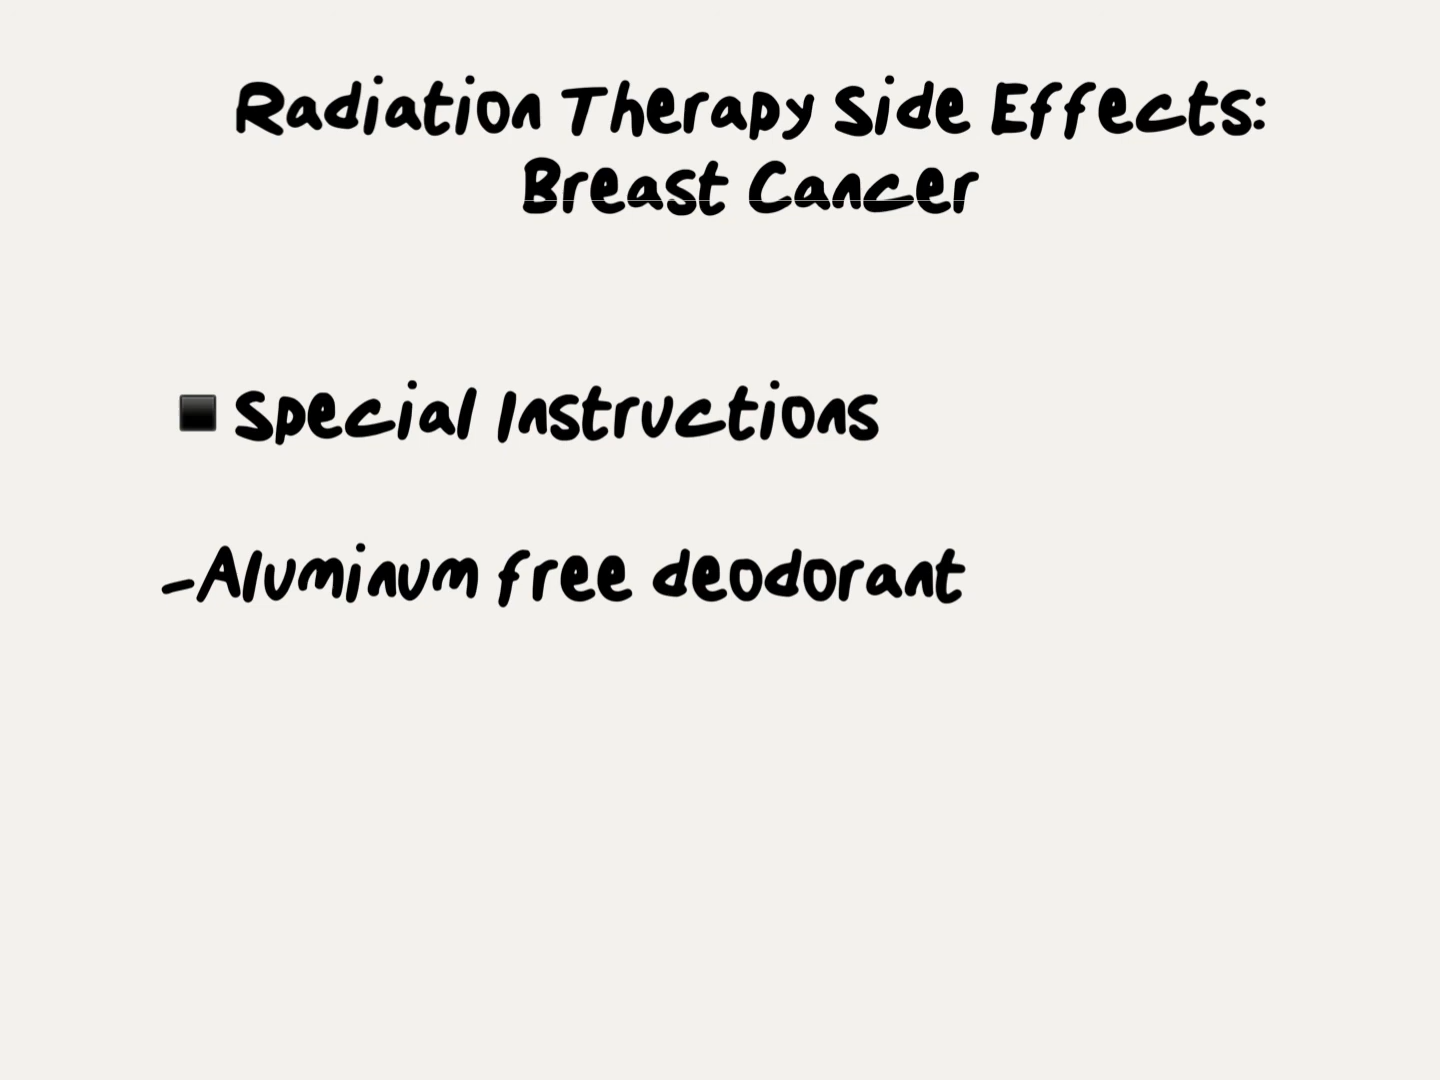 Radiation Therapy Side Effects:
Breast Cancer
▪ Special Instructions
-Aluminum free deodorant